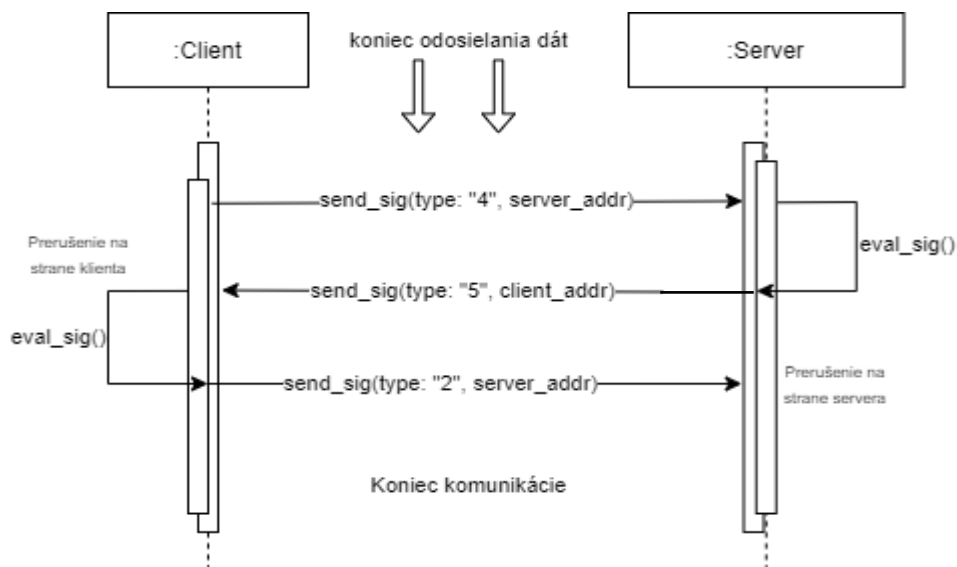 :Client
koniec odosielania dát
:Server
send_sig(type: "4", server_addr)
Prerušenie na
strane klienta
eval_sig()
send_sig(type: "5", client_addr)
eval_sig()
send_sig(type: "2", server_addr)
Prerušenie na
strane servera
Koniec komunikácie